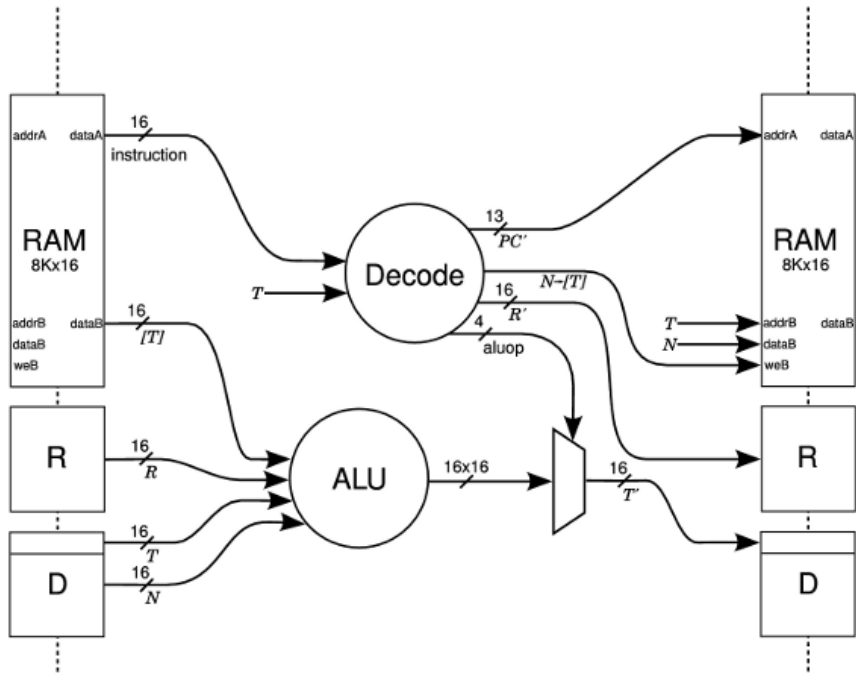 addrA dataA
RAM
8Kx16
addrB dataB
dataB
weB
R
D
16
instruction
16
[T]
16
R
16
T
16
N
T
Decode
ALU
13
PC′
N→[T]
16
R′
4
aluop
16x16
16
T′
T
N
addrA dataA
RAM
8Kx16
addrB dataB
dataB
weB
R
D